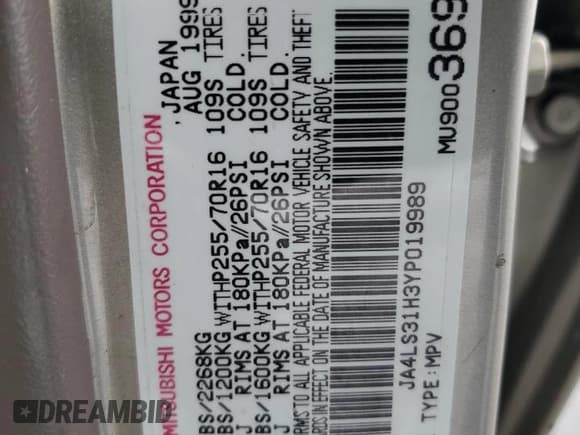 MITSUBISHI MOTORS CORPORATION , JAPAN
AUG 1999
BS/2268KG
BS/1200KG WITHP255/70R16 109S TIRES
J RIMS AT 180KPa//26PSI COLD.
BS/1600KG WITHP255/70R16 109S TIRES
J RIMS AT 180KPa//26PSI COLD.
RMS TO ALL APPLICABLE FEDERAL MOTOR VEHICLE SAFETY AND THEFT
RDS IN EFFECT ON THE DATE OF MANUFACTURE SHOWN ABOVE.
JA4LS31H3YP019989
TYPE:MPV
MU900369
DREAMBID